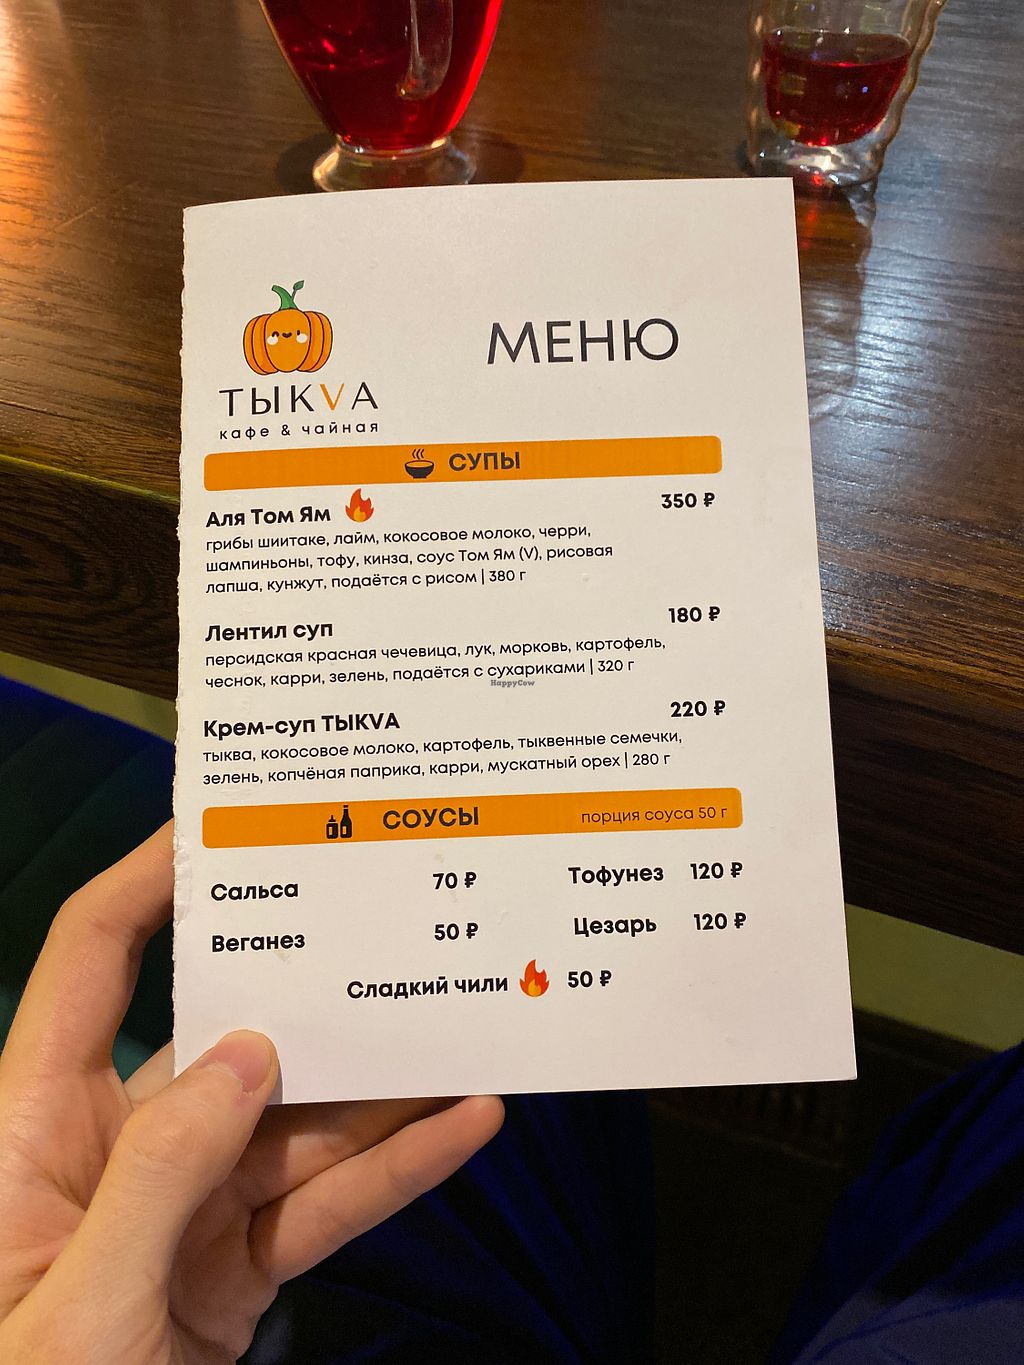 МЕНЮ
ТЫКVА
кафе & чайная
СУПЫ
Аля Том Ям 350 ₽
грибы шиитаке, лайм, кокосовое молоко, черри,
шампиньоны, тофу, кинза, соус Том Ям (V), рисовая
лапша, кунжут, подаётся с рисом | 380 г
Лентил суп 180 ₽
персидская красная чечевица, лук, морковь, картофель,
чеснок, карри, зелень, подаётся с сухариками | 320 г
HappyCow
Крем-суп ТЫКVА 220 ₽
тыква, кокосовое молоко, картофель, тыквенные семечки,
зелень, копчёная паприка, карри, мускатный орех | 280 г
СОУСЫ порция соуса 50 г
Сальса 70 ₽ Тофунез 120 ₽
Веганез 50 ₽ Цезарь 120 ₽
Сладкий чили 50 ₽